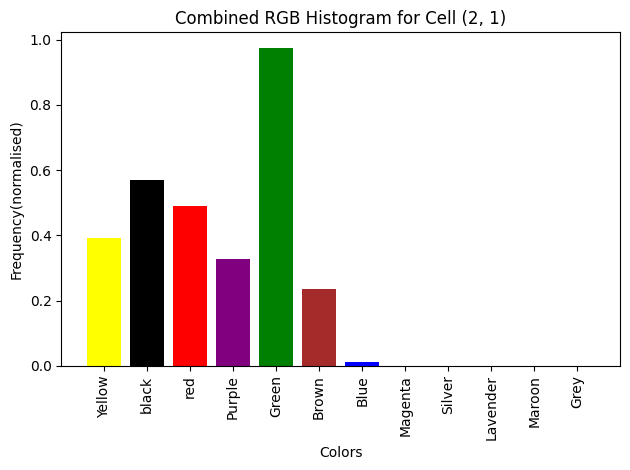 Combined RGB Histogram for Cell (2, 1)
Frequency(normalised)
1.0
0.8
0.6
0.4
0.2
0.0
Yellow
black
red
Purple
Green
Brown
Blue
Magenta
Silver
Lavender
Maroon
Grey
Colors